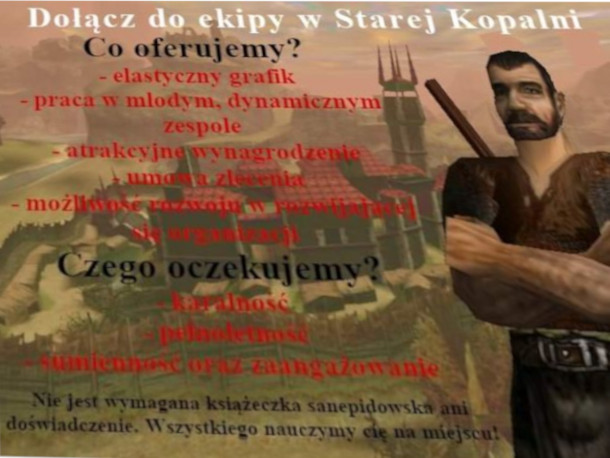 Dołącz do ekipy w Starej Kopalni
Co oferujemy?
- elastyczny grafik
- praca w młodym, dynamicznym
zespole
- atrakcyjne wynagrodzenie
- umowa zlecenia
- możliwość rozwoju w rozwijającej
się organizacji
Czego oczekujemy?
- karalność
- pełnoletność
- sumienność oraz zaangażowanie
Nie jest wymagana książeczka sanepidowska ani
doświadczenie. Wszystkiego nauczymy cię na miejscu!